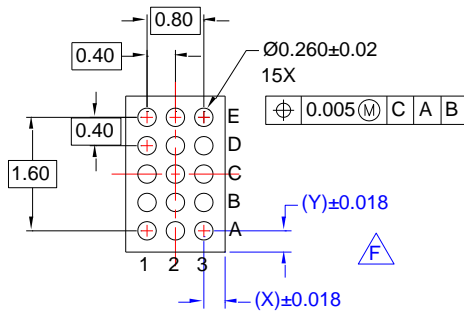 0.80
0.40
Ø0.260±0.02
15X
⌖ 0.005 Ⓜ C A B
E
D
C
B
A
0.40
1.60
(Y)±0.018
F
1 2 3
(X)±0.018